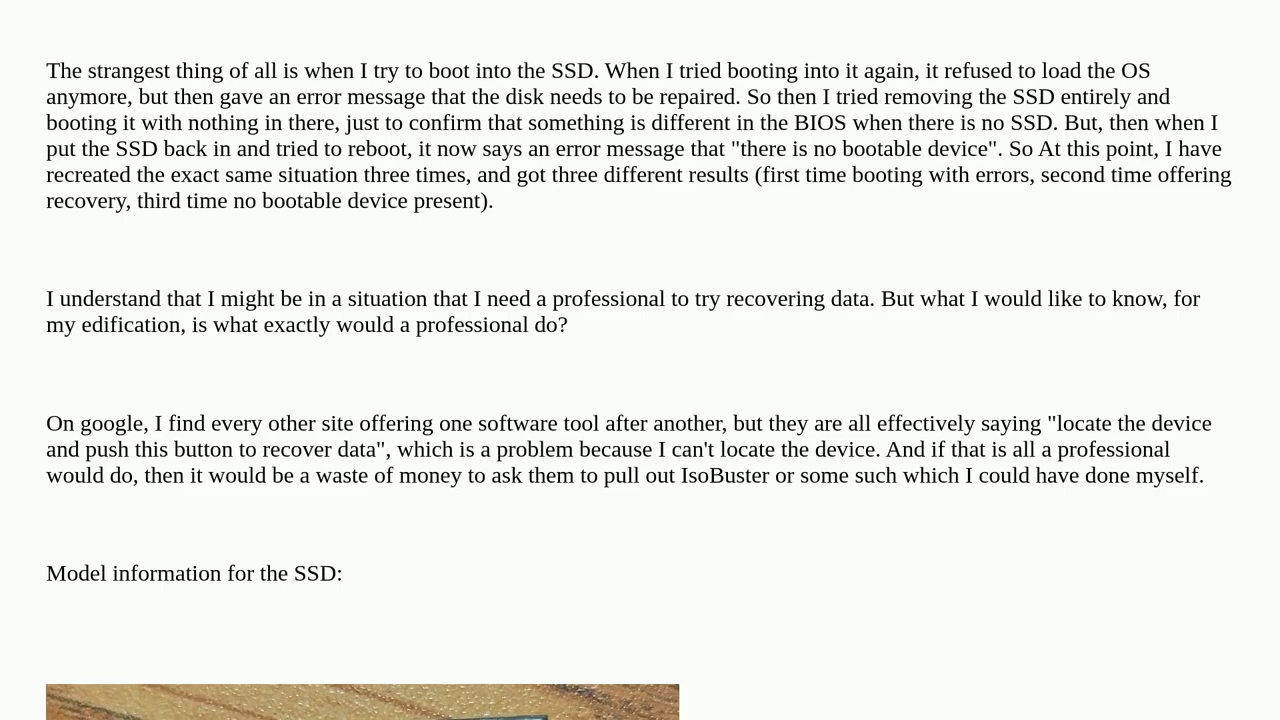 The strangest thing of all is when I try to boot into the SSD. When I tried booting into it again, it refused to load the OS
anymore, but then gave an error message that the disk needs to be repaired. So then I tried removing the SSD entirely and
booting it with nothing in there, just to confirm that something is different in the BIOS when there is no SSD. But, then when I
put the SSD back in and tried to reboot, it now says an error message that "there is no bootable device". So At this point, I have
recreated the exact same situation three times, and got three different results (first time booting with errors, second time offering
recovery, third time no bootable device present).
I understand that I might be in a situation that I need a professional to try recovering data. But what I would like to know, for
my edification, is what exactly would a professional do?
On google, I find every other site offering one software tool after another, but they are all effectively saying "locate the device
and push this button to recover data", which is a problem because I can't locate the device. And if that is all a professional
would do, then it would be a waste of money to ask them to pull out IsoBuster or some such which I could have done myself.
Model information for the SSD: